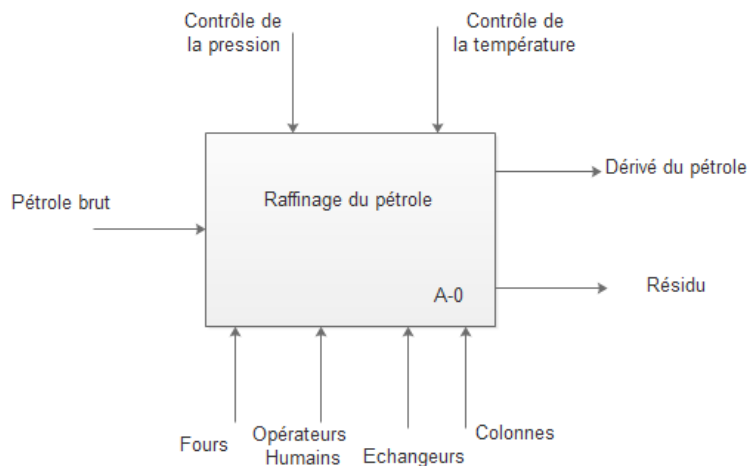 Contrôle de
la pression
Contrôle de
la température
Dérivé du pétrole
Pétrole brut
Raffinage du pétrole
Résidu
A-0
Fours
Opérateurs
Humains
Echangeurs
Colonnes